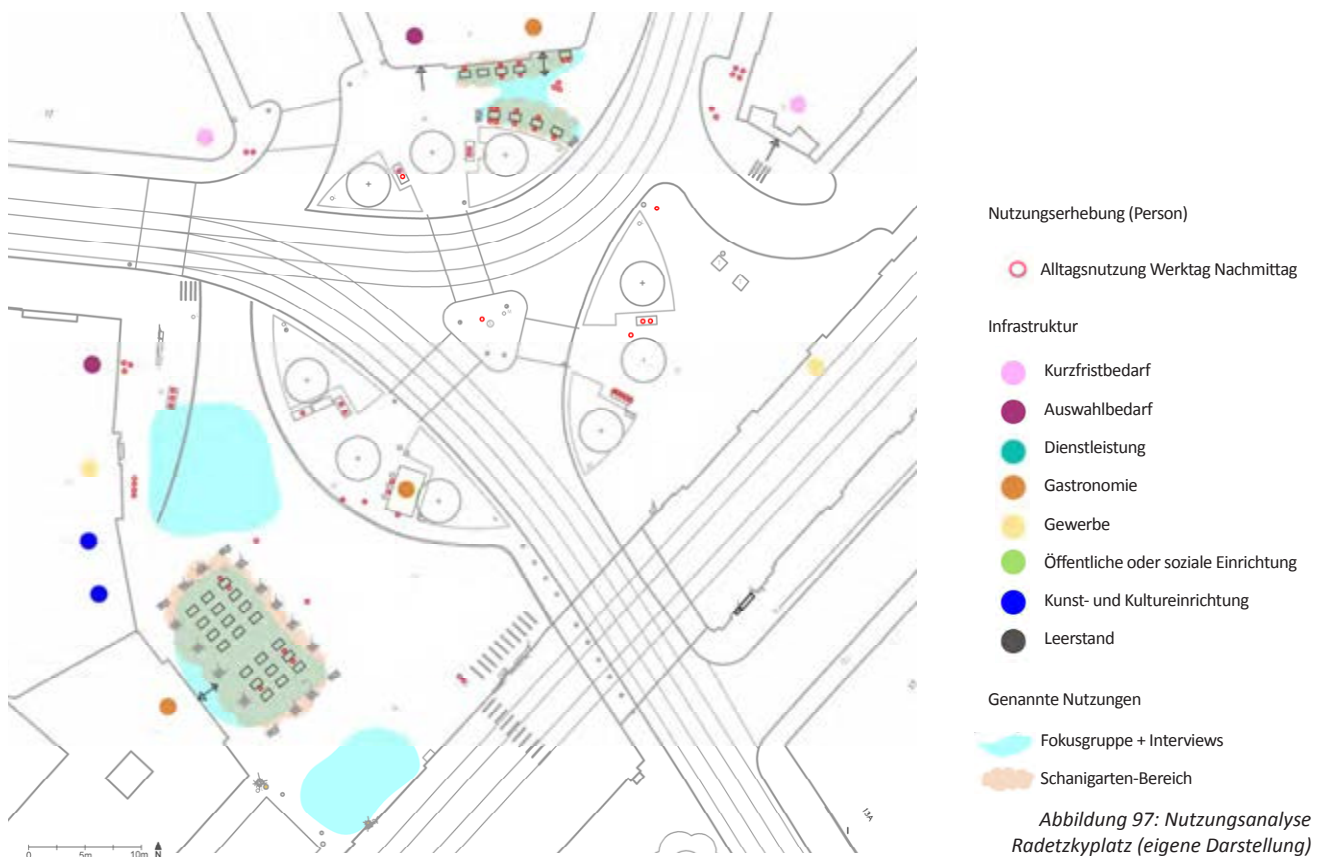 Nutzungserhebung (Person)
Alltagsnutzung Werktag Nachmittag
Infrastruktur
Kurzfristbedarf
Auswahlbedarf
Dienstleistung
Gastronomie
Gewerbe
Öffentliche oder soziale Einrichtung
Kunst- und Kultureinrichtung
Leerstand
Genannte Nutzungen
Fokusgruppe + Interviews
Schanigarten-Bereich
13A
Abbildung 97: Nutzungsanalyse
Radetzkyplatz (eigene Darstellung)
0 5m 10m N